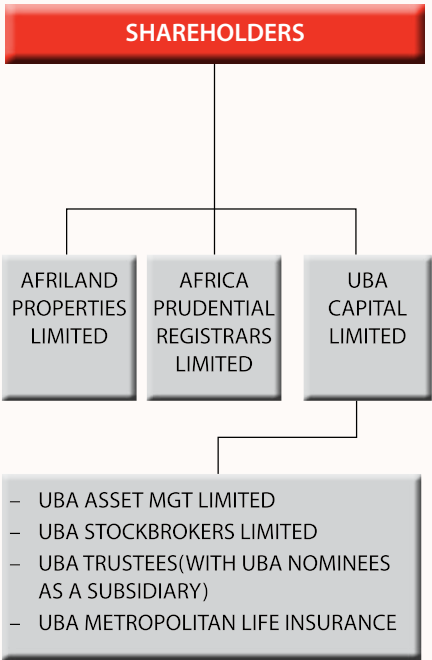 SHAREHOLDERS
AFRILAND
PROPERTIES
LIMITED
AFRICA
PRUDENTIAL
REGISTRARS
LIMITED
UBA
CAPITAL
LIMITED
– UBA ASSET MGT LIMITED
– UBA STOCKBROKERS LIMITED
– UBA TRUSTEES(WITH UBA NOMINEES
AS A SUBSIDIARY)
– UBA METROPOLITAN LIFE INSURANCE